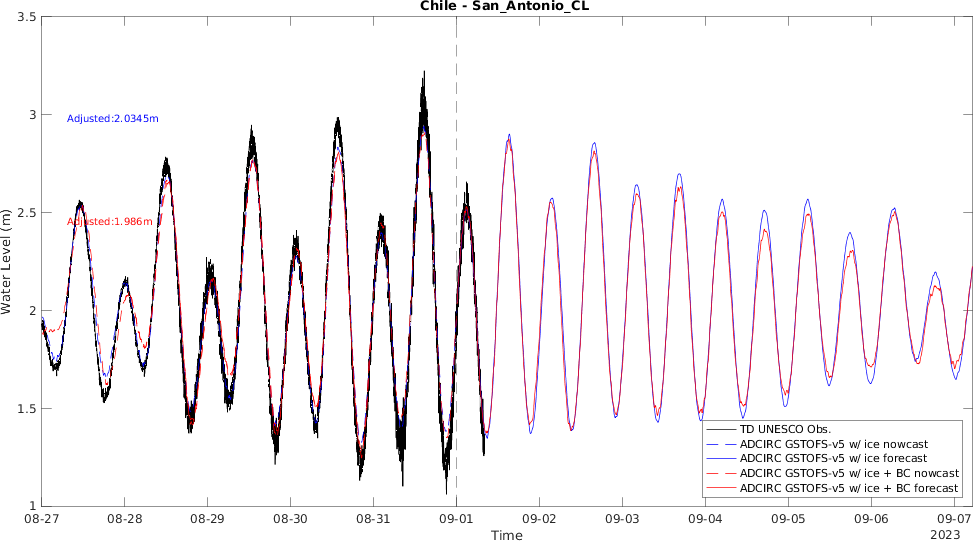 Chile - San_Antonio_CL
3.5
3
2.5
2
1.5
1
Water Level (m)
Adjusted:2.0345m
Adjusted:1.986m
TD UNESCO Obs.
ADCIRC GSTOFS-v5 w/ ice nowcast
ADCIRC GSTOFS-v5 w/ ice forecast
ADCIRC GSTOFS-v5 w/ ice + BC nowcast
ADCIRC GSTOFS-v5 w/ ice + BC forecast
08-27 08-28 08-29 08-30 08-31 09-01 09-02 09-03 09-04 09-05 09-06 09-07
Time
2023